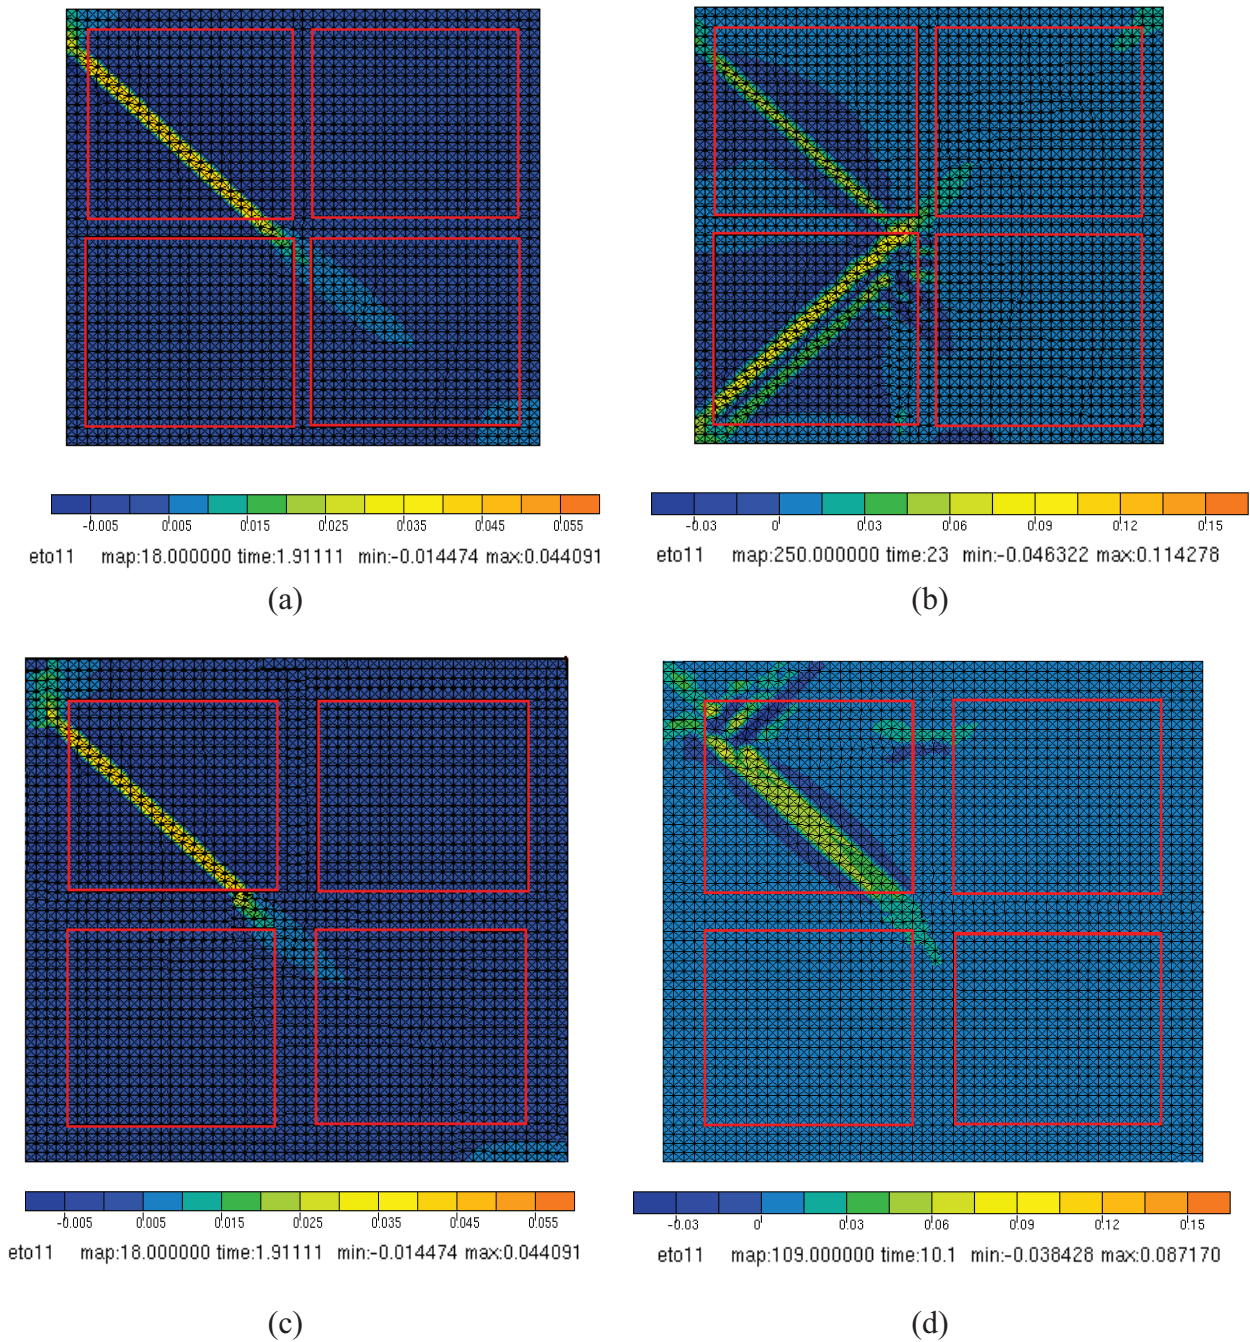 -0.005 0.005 0.015 0.025 0.035 0.045 0.055
eto11 map:18.000000 time:1.91111 min:-0.014474 max:0.044091
(a)
-0.03 0 0.03 0.06 0.09 0.12 0.15
eto11 map:250.000000 time:23 min:-0.046322 max:0.114278
(b)
-0.005 0.005 0.015 0.025 0.035 0.045 0.055
eto11 map:18.000000 time:1.91111 min:-0.014474 max:0.044091
(c)
-0.03 0 0.03 0.06 0.09 0.12 0.15
eto11 map:109.000000 time:10.1 min:-0.038428 max:0.087170
(d)